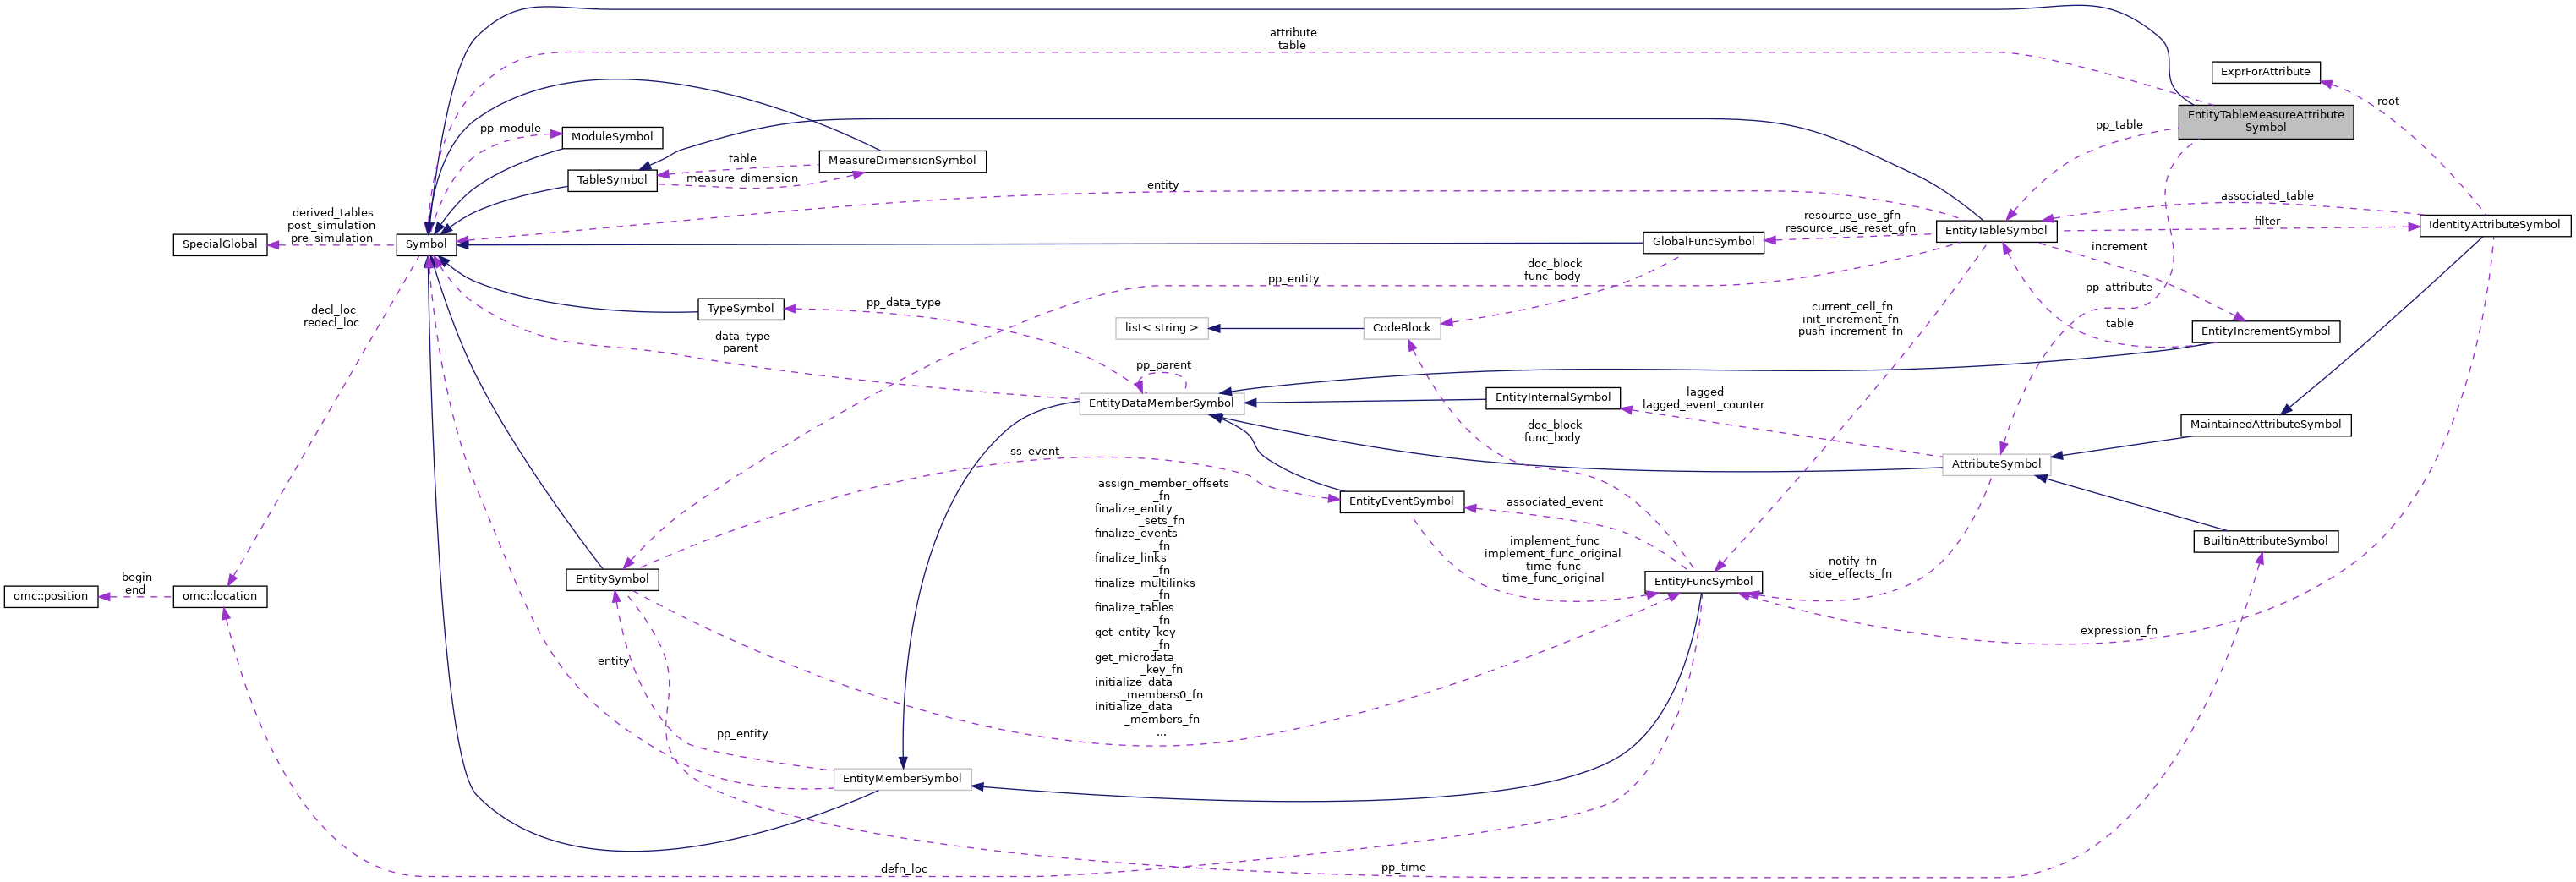 attribute
table
ExprForAttribute
root
EntityTableMeasureAttribute
Symbol
pp_module
ModuleSymbol
pp_table
table
MeasureDimensionSymbol
TableSymbol
measure_dimension
entity
associated_table
derived_tables
post_simulation
pre_simulation
resource_use_gfn
resource_use_reset_gfn
filter
IdentityAttributeSymbol
SpecialGlobal
Symbol
GlobalFuncSymbol
EntityTableSymbol
increment
doc_block
func_body
pp_entity
pp_attribute
decl_loc
redecl_loc
pp_data_type
TypeSymbol
current_cell_fn
init_increment_fn
push_increment_fn
table
EntityIncrementSymbol
list< string >
CodeBlock
data_type
parent
pp_parent
EntityDataMemberSymbol
EntityInternalSymbol
lagged
lagged_event_counter
MaintainedAttributeSymbol
doc_block
func_body
ss_event
AttributeSymbol
assign_member_offsets
_fn
finalize_entity
_sets_fn
finalize_events
_fn
finalize_links
_fn
finalize_multilinks
_fn
finalize_tables
_fn
get_entity_key
_fn
get_microdata
_key_fn
initialize_data
_members0_fn
initialize_data
_members_fn
...
EntityEventSymbol
associated_event
implement_func
implement_func_original
time_func
time_func_original
BuiltinAttributeSymbol
notify_fn
side_effects_fn
EntitySymbol
EntityFuncSymbol
omc::position
begin
end
omc::location
expression_fn
entity
pp_entity
EntityMemberSymbol
defn_loc
pp_time